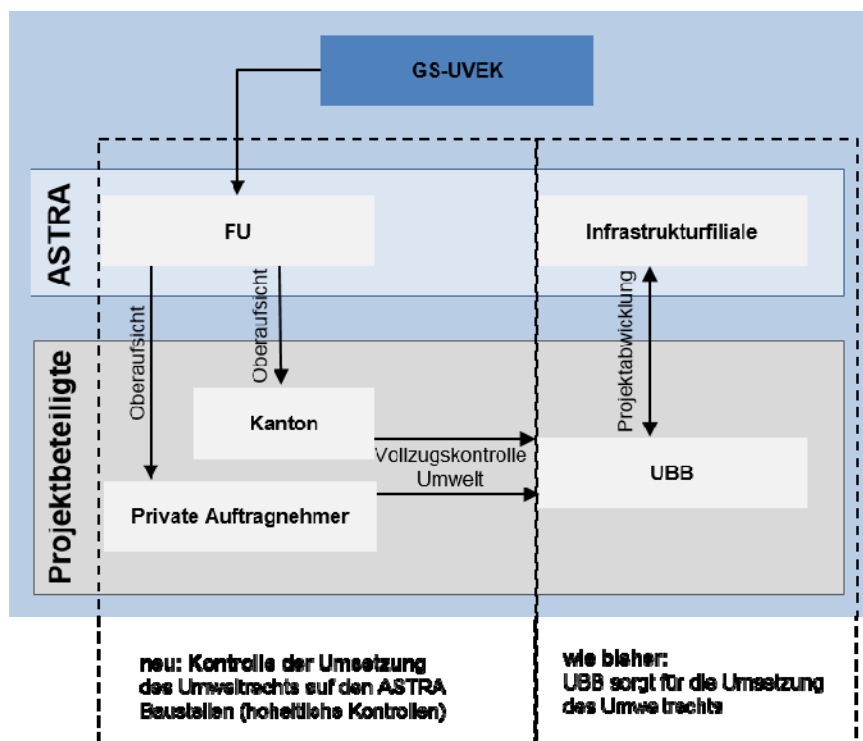 GS-UVEK
ASTRA
FU
Infrastrukturfiliale
Oberaufsicht
Oberaufsicht
Projektabwicklung
Projektbeteiligte
Kanton
Vollzugskontrolle
Umwelt
UBB
Private Auftragnehmer
neu: Kontrolle der Umsetzung
des Umweltrechts auf den ASTRA
Baustellen (hoheitliche Kontrollen)
wie bisher:
UBB sorgt für die Umsetzung
des Umweltrechts